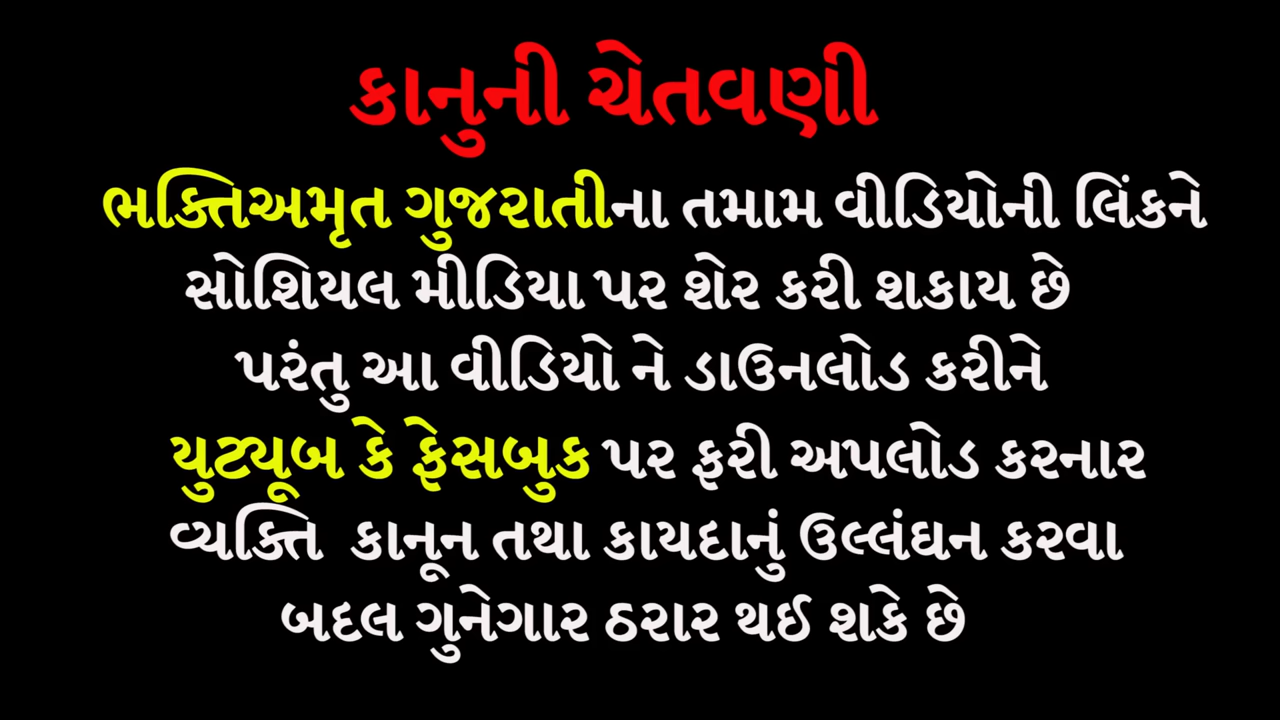 કાનુની ચેતવણી
ભક્તિઅમૃત ગુજરાતીના તમામ વીડિયોની લિંકને
સોશિયલ મીડિયા પર શેર કરી શકાય છે
પરંતુ આ વીડિયો ને ડાઉનલોડ કરીને
યુટ્યૂબ કે ફેસબુક પર ફરી અપલોડ કરનાર
વ્યક્તિ કાનૂન તથા કાયદાનું ઉલ્લંઘન કરવા
બદલ ગુનેગાર ઠરાર થઈ શકે છે